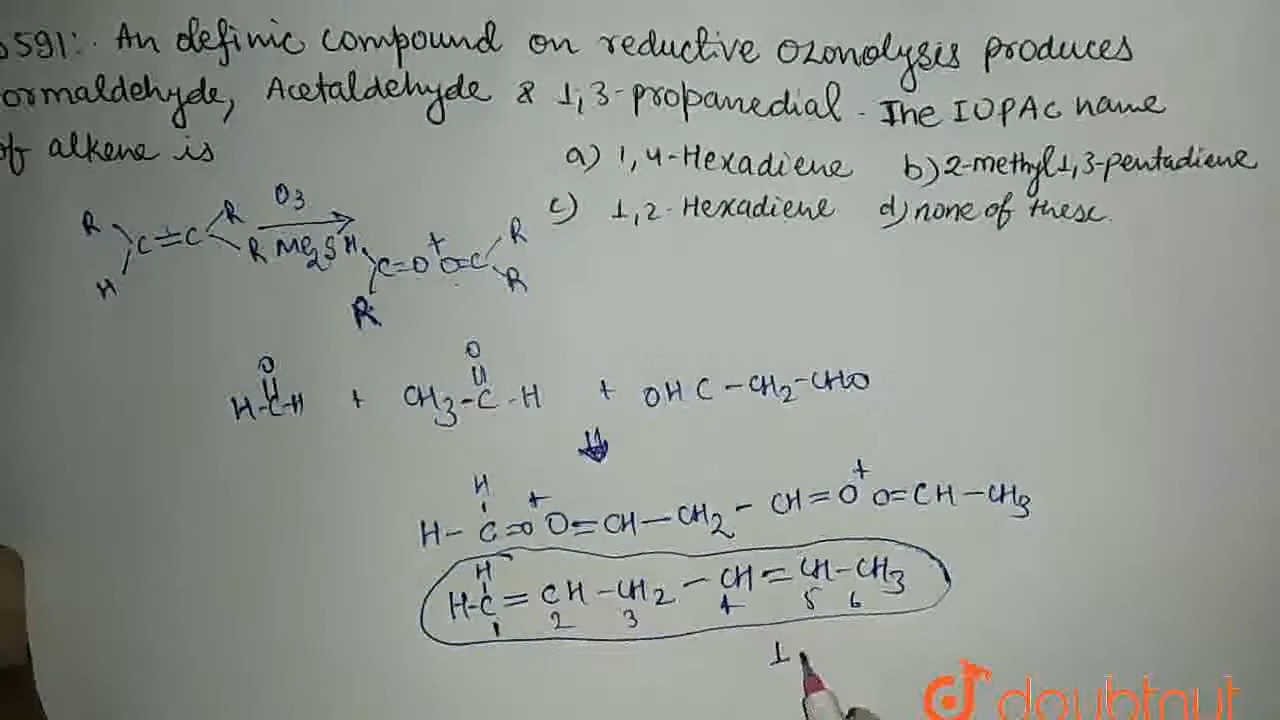 591:. An definic compound on reductive Ozonolysis produces
ormaldehyde, Acetaldehyde & 1,3-propanedial. The IUPAC name
of alkene is
a) 1,4-Hexadiene b) 2-methyl 1,3-pentadiene
c) 1,2-Hexadiene d) none of these.
R H C=C R R O3 Me2S H R C=O + O=C R R
O O
H-C-H + CH3-C-H + OHC-CH2-CHO
H
H-C=O + O=CH-CH2-CH=O + O=CH-CH3
H
H-C=CH-CH2-CH=CH-CH3
1 2 3 4 5 6
1
doubtnut